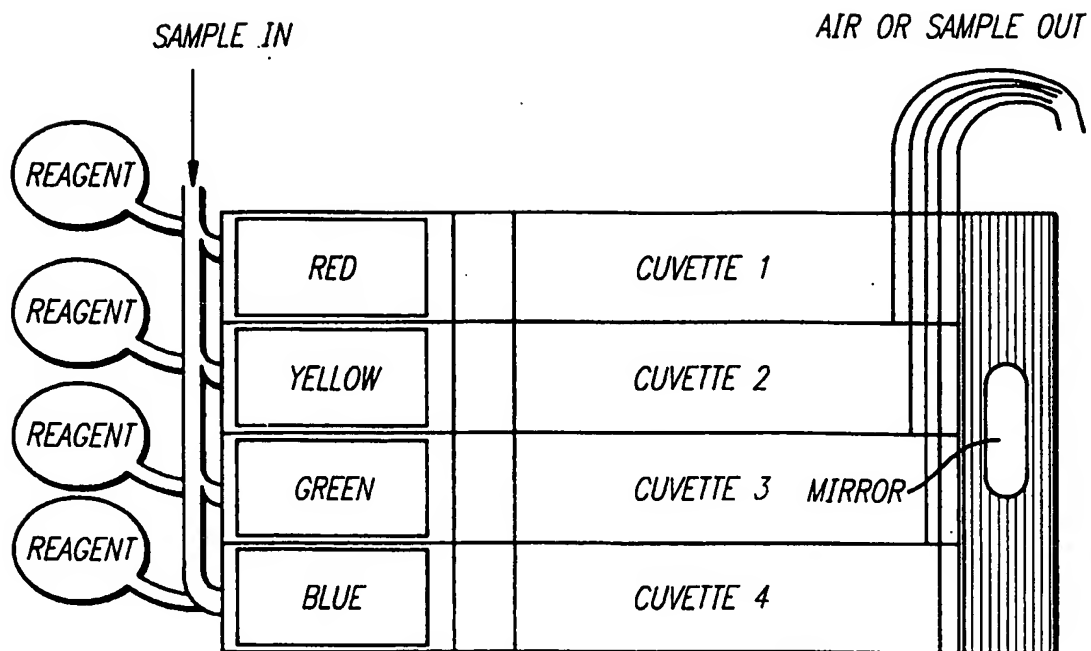 SAMPLE IN
AIR OR SAMPLE OUT
REAGENT
RED
CUVETTE 1
REAGENT
YELLOW
CUVETTE 2
REAGENT
GREEN
CUVETTE 3
MIRROR
REAGENT
BLUE
CUVETTE 4